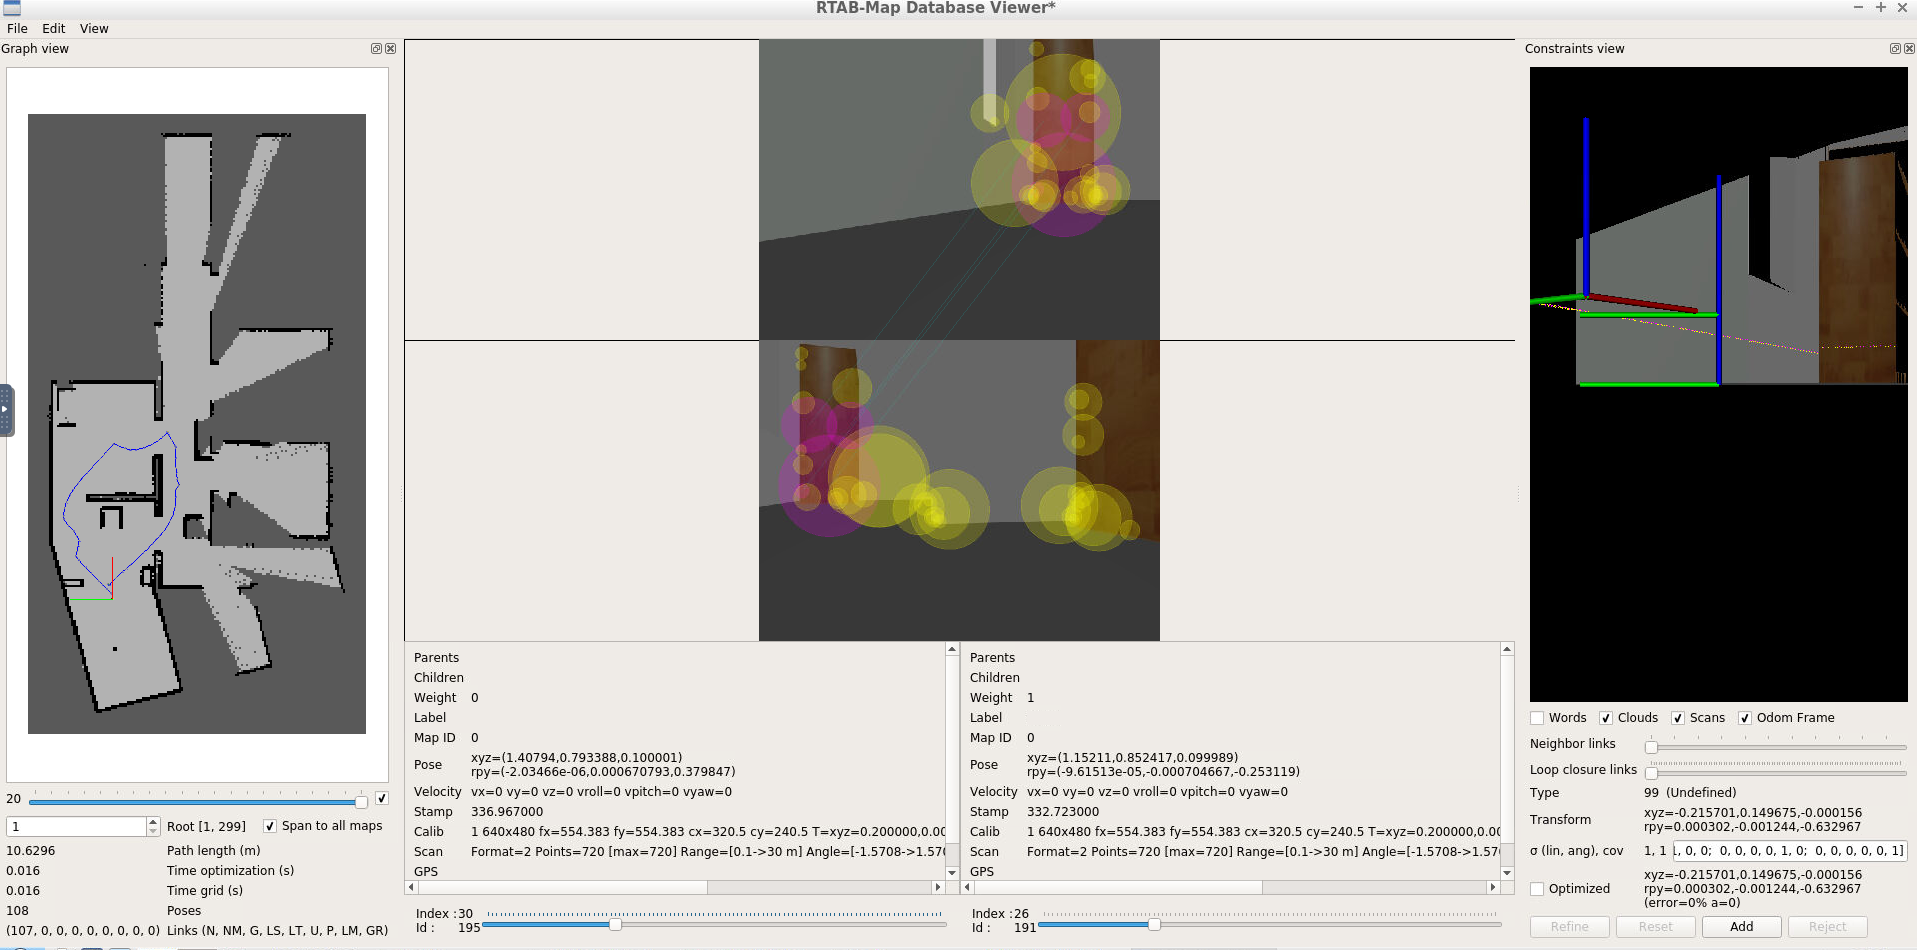 RTAB-Map Database Viewer*
File Edit View
Graph view
Constraints view
20
1 Root [1, 299] Span to all maps
10.6296 Path length (m)
0.016 Time optimization (s)
0.016 Time grid (s)
108 Poses
(107, 0, 0, 0, 0, 0, 0, 0, 0) Links (N, NM, G, LS, LT, U, P, LM, GR)
Parents
Children
Weight 0
Label
Map ID 0
Pose xyz=(1.40794,0.793388,0.100001)
rpy=(-2.03466e-06,0.000670793,0.379847)
Velocity vx=0 vy=0 vz=0 vroll=0 vpitch=0 vyaw=0
Stamp 336.967000
Calib 1 640x480 fx=554.383 fy=554.383 cx=320.5 cy=240.5 T=xyz=0.200000,0.00
Scan Format=2 Points=720 [max=720] Range=[0.1->30 m] Angle=[-1.5708->1.570
GPS
Index :30
Id : 195
Parents
Children
Weight 1
Label
Map ID 0
Pose xyz=(1.15211,0.852417,0.099989)
rpy=(-9.61513e-05,-0.000704667,-0.253119)
Velocity vx=0 vy=0 vz=0 vroll=0 vpitch=0 vyaw=0
Stamp 332.723000
Calib 1 640x480 fx=554.383 fy=554.383 cx=320.5 cy=240.5 T=xyz=0.200000,0.00
Scan Format=2 Points=720 [max=720] Range=[0.1->30 m] Angle=[-1.5708->1.570
GPS
Index :26
Id : 191
Words Clouds Scans Odom Frame
Neighbor links
Loop closure links
Type 99 (Undefined)
Transform xyz=-0.215701,0.149675,-0.000156
rpy=0.000302,-0.001244,-0.632967
σ (lin, ang), cov 1, 1 1, 0, 0; 0, 0, 0, 0, 1, 0; 0, 0, 0, 0, 0, 1]
Optimized xyz=-0.215701,0.149675,-0.000156
rpy=0.000302,-0.001244,-0.632967
(error=0% a=0)
Refine Reset Add Reject